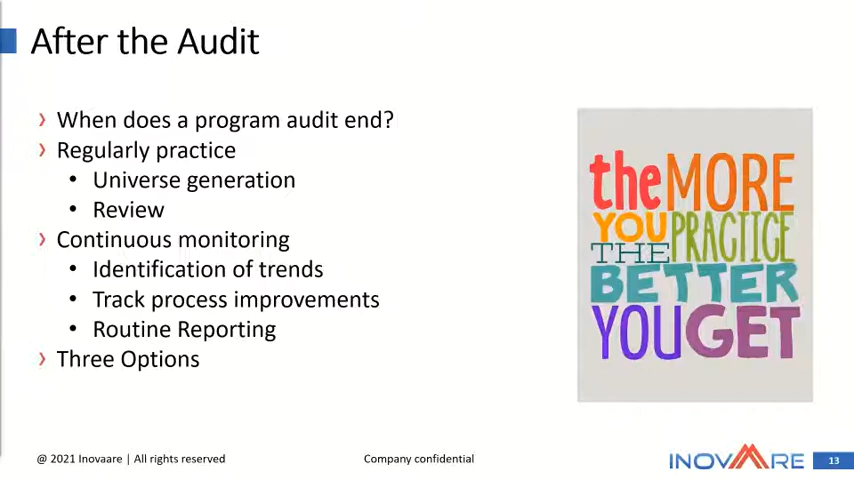 After the Audit
When does a program audit end?
Regularly practice
Universe generation
Review
Continuous monitoring
Identification of trends
Track process improvements
Routine Reporting
Three Options
the MORE
YOU PRACTICE
THE
BETTER
YOU GET
@ 2021 Inovaare | All rights reserved
Company confidential
INOVAARE
13